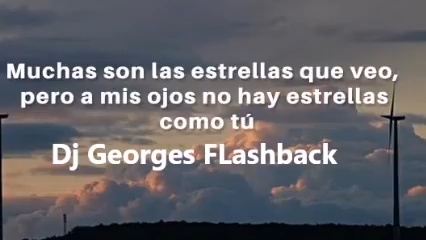 Muchas son las estrellas que veo,
pero a mis ojos no hay estrellas
como tú
Dj Georges FLashback